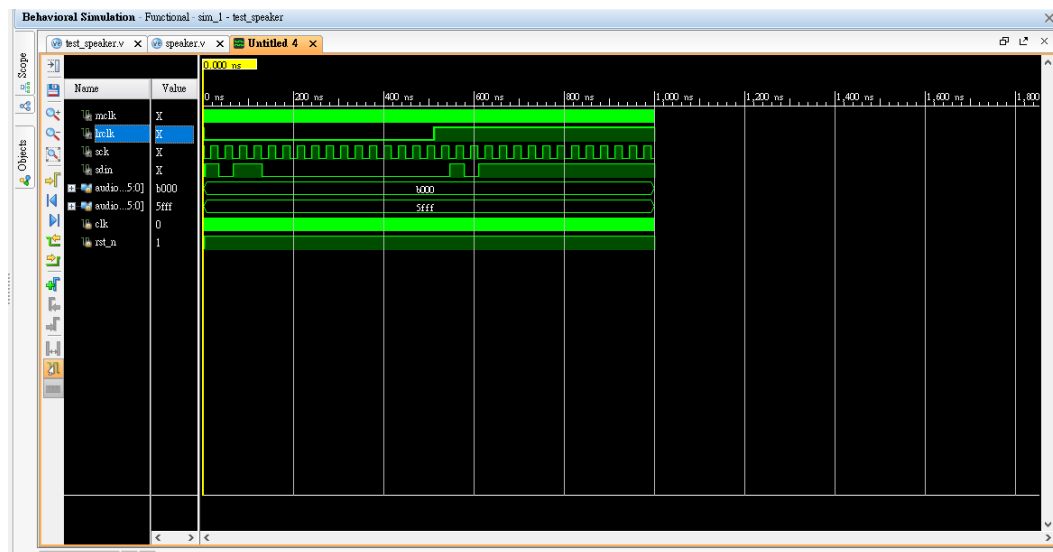 Behavioral Simulation - Functional - sim_1 - test_speaker
test_speaker.v speaker.v Untitled 4
Scope
Objects
0.000 ns
Name Value
0 ns 200 ns 400 ns 600 ns 800 ns 1,000 ns 1,200 ns 1,400 ns 1,600 ns 1,800
mclk X
lrclk X
sck X
sdin X
audio...5:0] b000 b000
audio...5:0] 5fff 5fff
clk 0
rst_n 1